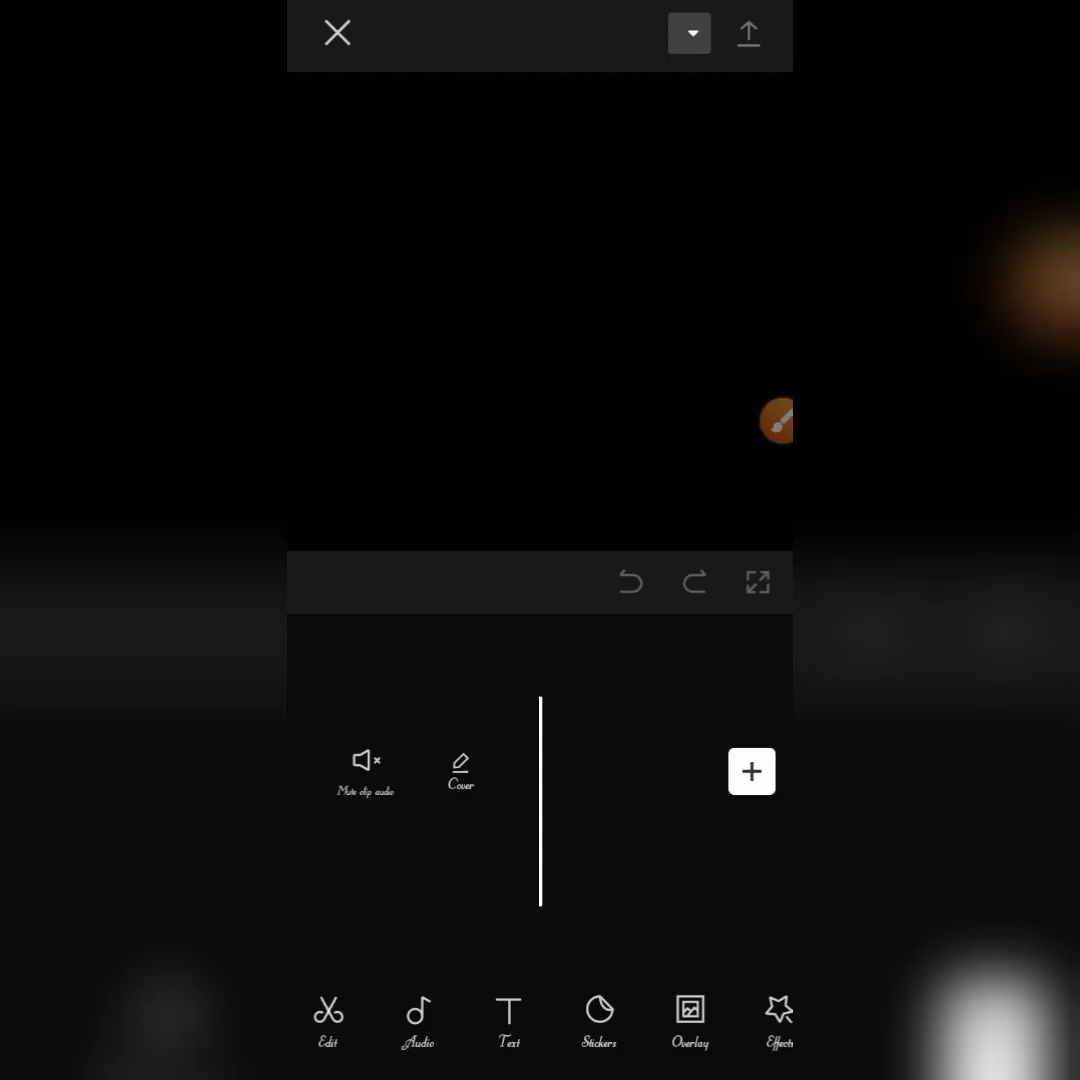 Mute clip audio
Cover
Edit
Audio
Text
Stickers
Overlay
Effects